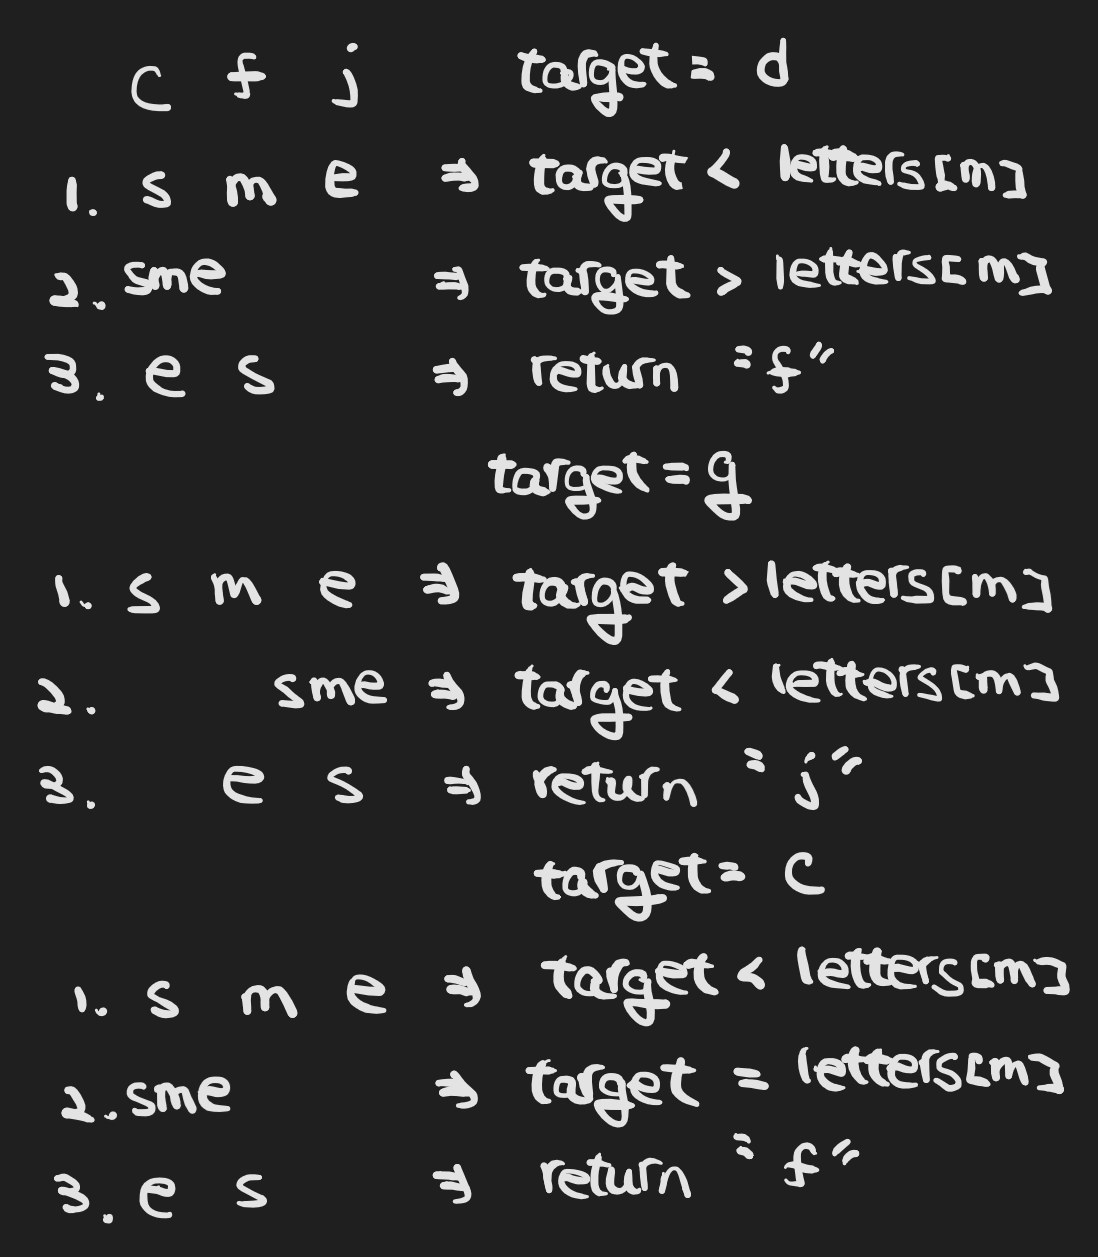 c f j target = d
1. s m e ⇒ target < letters[m]
2. sme ⇒ target > letters[m]
3. e s ⇒ return "f"
target = g
1. s m e ⇒ target > letters[m]
2. sme ⇒ target < letters[m]
3. e s ⇒ return "j"
target = c
1. s m e ⇒ target < letters[m]
2. sme ⇒ target = letters[m]
3. e s ⇒ return "f"